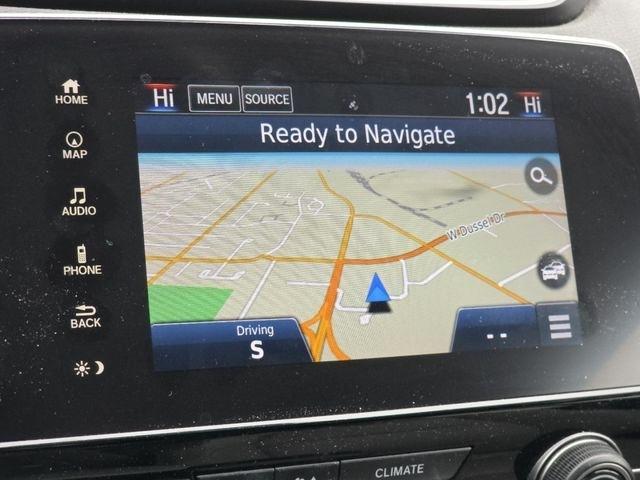 HOME
MAP
AUDIO
PHONE
BACK
Hi MENU SOURCE 1:02 Hi
Ready to Navigate
W Dussel Dr
Driving
S
--
CLIMATE